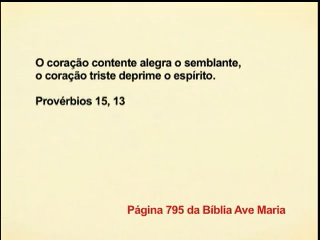 O coração contente alegra o semblante,
o coração triste deprime o espírito.
Provérbios 15, 13
Página 795 da Bíblia Ave Maria